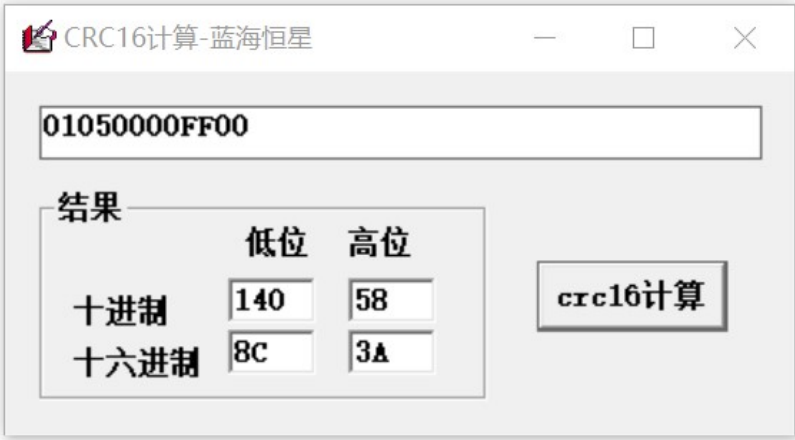 CRC16计算-蓝海恒星
01050000FF00
结果
低位 高位
十进制 140 58
十六进制 8C 3A
crc16计算